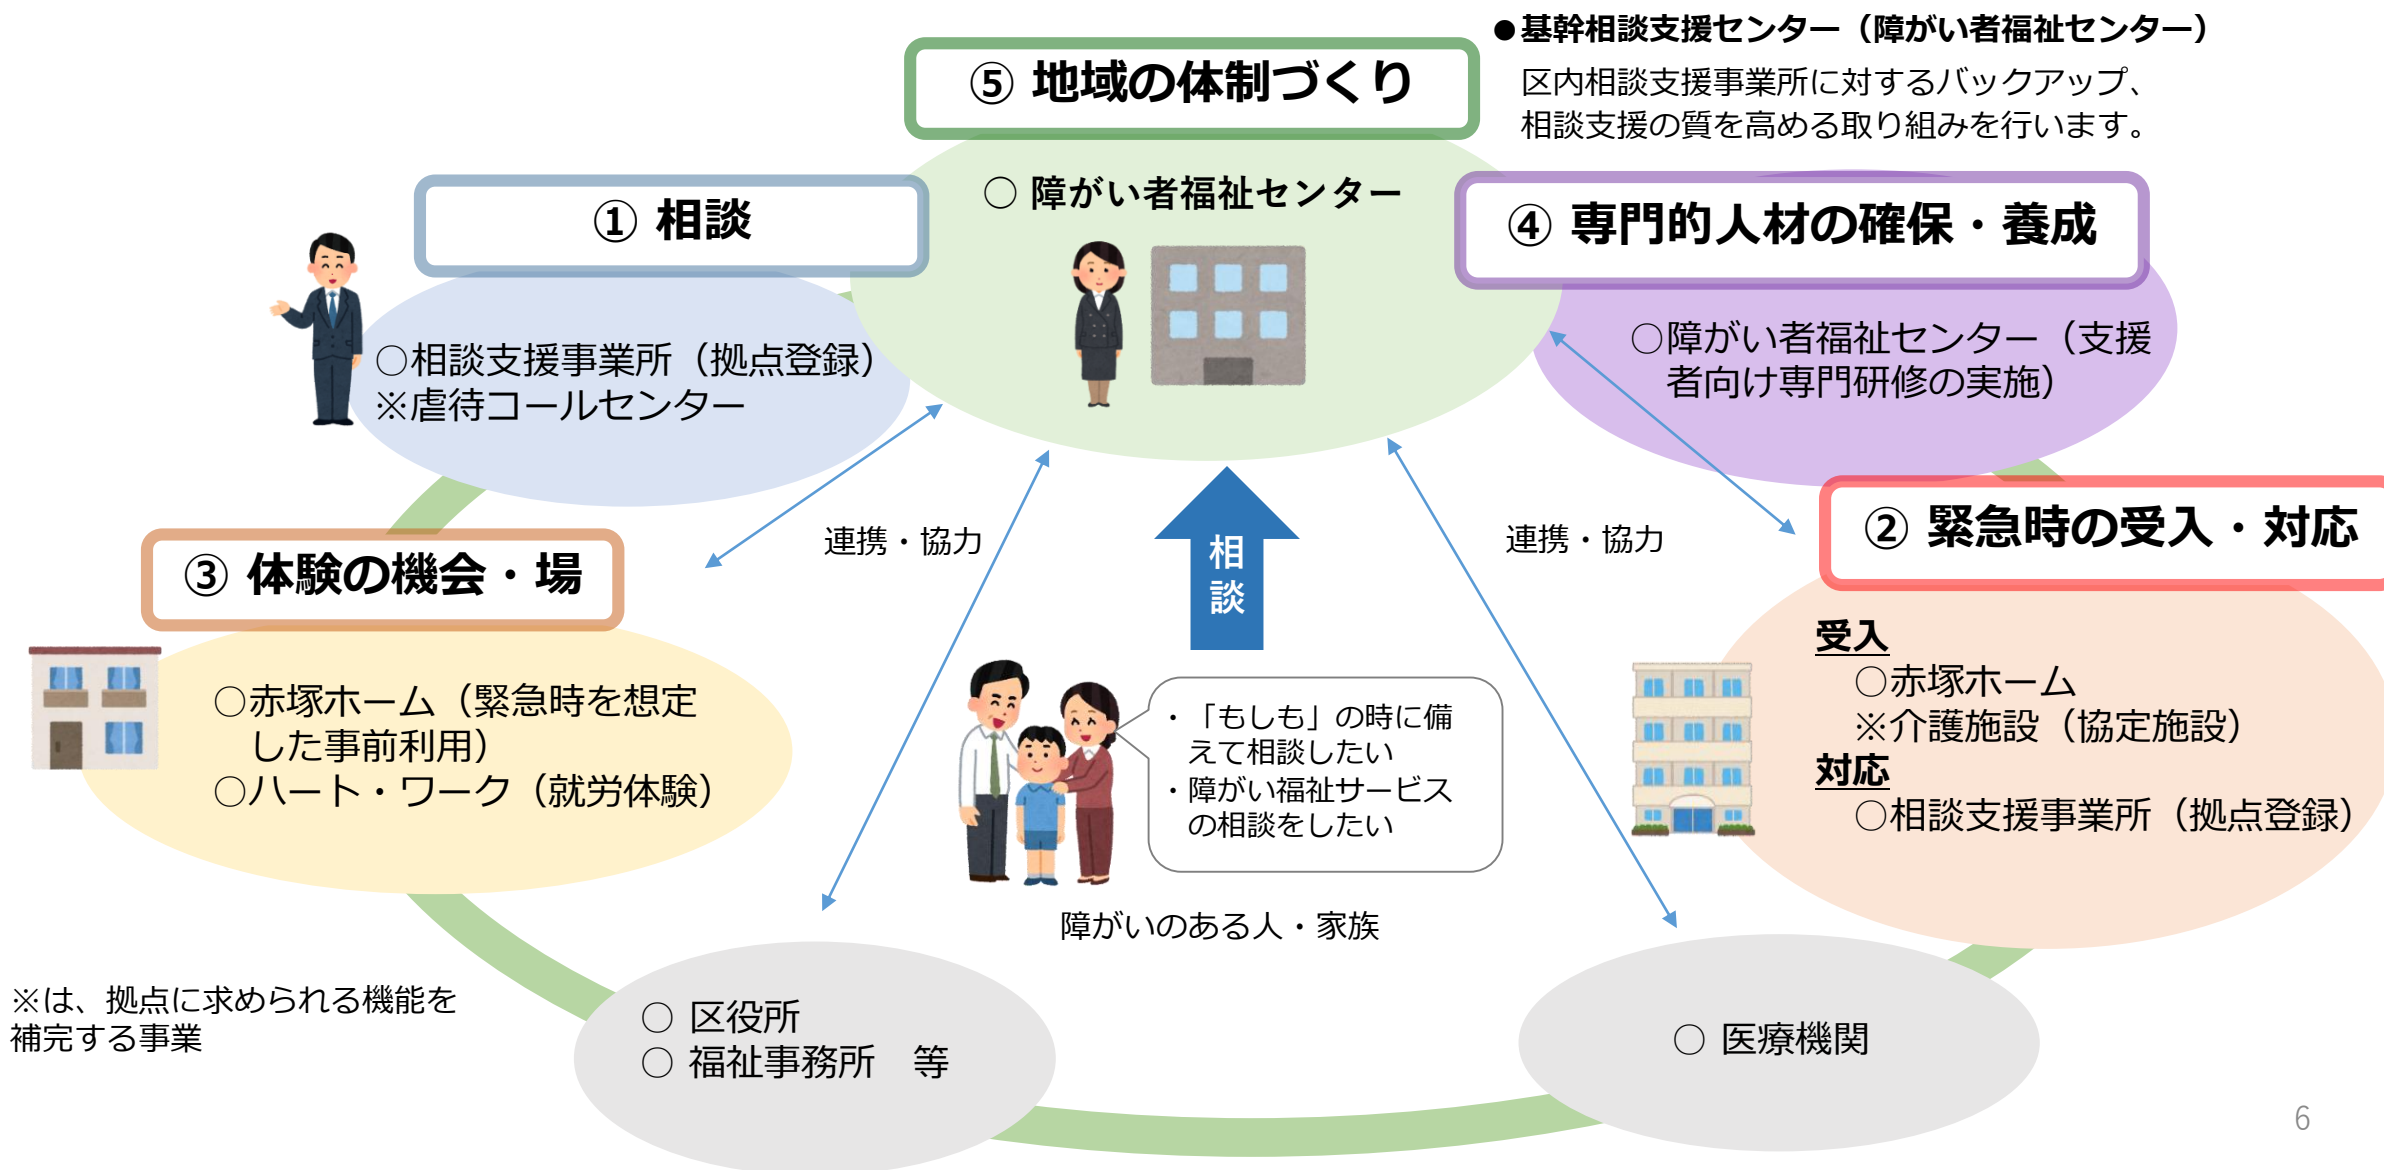 ●基幹相談支援センター（障がい者福祉センター）
区内相談支援事業所に対するバックアップ、
相談支援の質を高める取り組みを行います。
⑤ 地域の体制づくり
○ 障がい者福祉センター
① 相談
○相談支援事業所（拠点登録）
※虐待コールセンター
④ 専門的人材の確保・養成
○障がい者福祉センター（支援
者向け専門研修の実施）
③ 体験の機会・場
○赤塚ホーム（緊急時を想定
した事前利用）
○ハート・ワーク（就労体験）
連携・協力
相
談
連携・協力
② 緊急時の受入・対応
受入
○赤塚ホーム
※介護施設（協定施設）
対応
○相談支援事業所（拠点登録）
・「もしも」の時に備
えて相談したい
・障がい福祉サービス
の相談をしたい
障がいのある人・家族
※は、拠点に求められる機能を
補完する事業
○ 区役所
○ 福祉事務所　等
○ 医療機関
6